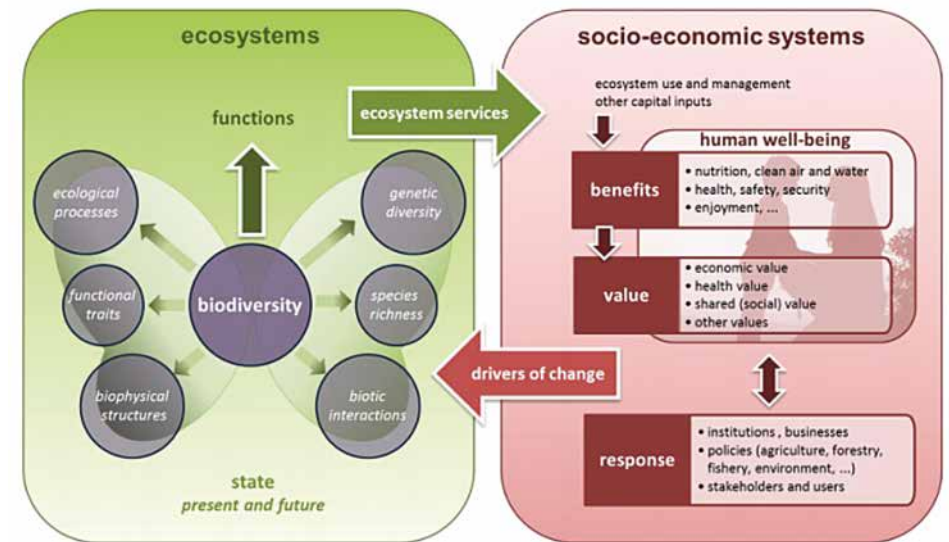 ecosystems
functions
ecological
processes
genetic
diversity
functional
traits
biodiversity
species
richness
biophysical
structures
biotic
interactions
state
present and future
ecosystem services
drivers of change
socio-economic systems
ecosystem use and management
other capital inputs
human well-being
benefits
• nutrition, clean air and water
• health, safety, security
• enjoyment, ...
value
• economic value
• health value
• shared (social) value
• other values
response
• institutions , businesses
• policies (agriculture, forestry,
fishery, environment, ...)
• stakeholders and users